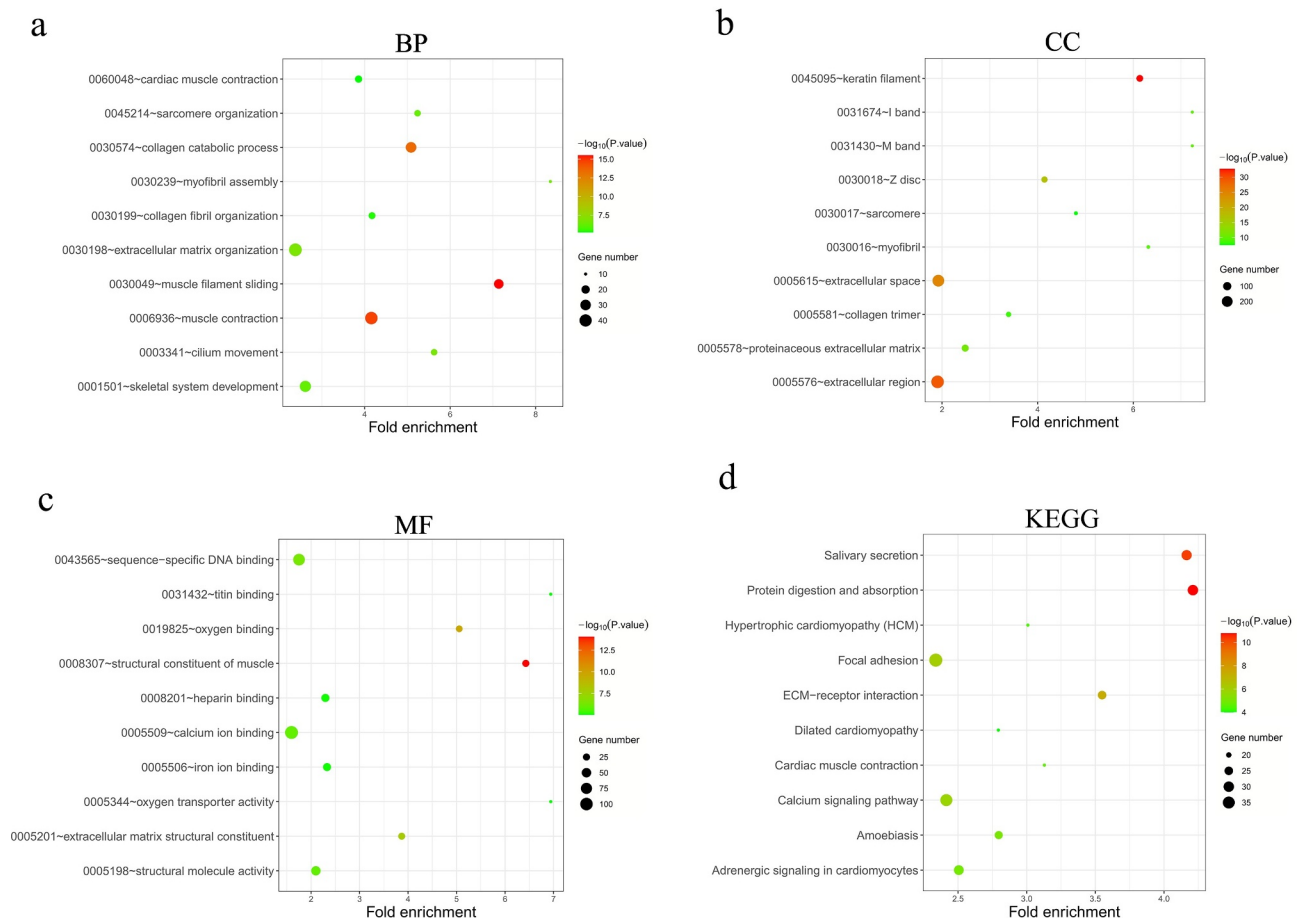 a
BP
0060048~cardiac muscle contraction
0045214~sarcomere organization
0030574~collagen catabolic process
0030239~myofibril assembly
0030199~collagen fibril organization
0030198~extracellular matrix organization
0030049~muscle filament sliding
0006936~muscle contraction
0003341~cilium movement
0001501~skeletal system development
4 6 8
Fold enrichment
−log10(P.value)
15.0
12.5
10.0
7.5
Gene number
10
20
30
40
b
CC
0045095~keratin filament
0031674~I band
0031430~M band
0030018~Z disc
0030017~sarcomere
0030016~myofibril
0005615~extracellular space
0005581~collagen trimer
0005578~proteinaceous extracellular matrix
0005576~extracellular region
2 4 6
Fold enrichment
−log10(P.value)
30
25
20
15
10
Gene number
100
200
c
MF
0043565~sequence−specific DNA binding
0031432~titin binding
0019825~oxygen binding
0008307~structural constituent of muscle
0008201~heparin binding
0005509~calcium ion binding
0005506~iron ion binding
0005344~oxygen transporter activity
0005201~extracellular matrix structural constituent
0005198~structural molecule activity
2 3 4 5 6 7
Fold enrichment
−log10(P.value)
12.5
10.0
7.5
Gene number
25
50
75
100
d
KEGG
Salivary secretion
Protein digestion and absorption
Hypertrophic cardiomyopathy (HCM)
Focal adhesion
ECM−receptor interaction
Dilated cardiomyopathy
Cardiac muscle contraction
Calcium signaling pathway
Amoebiasis
Adrenergic signaling in cardiomyocytes
2.5 3.0 3.5 4.0
Fold enrichment
−log10(P.value)
10
8
6
4
Gene number
20
25
30
35